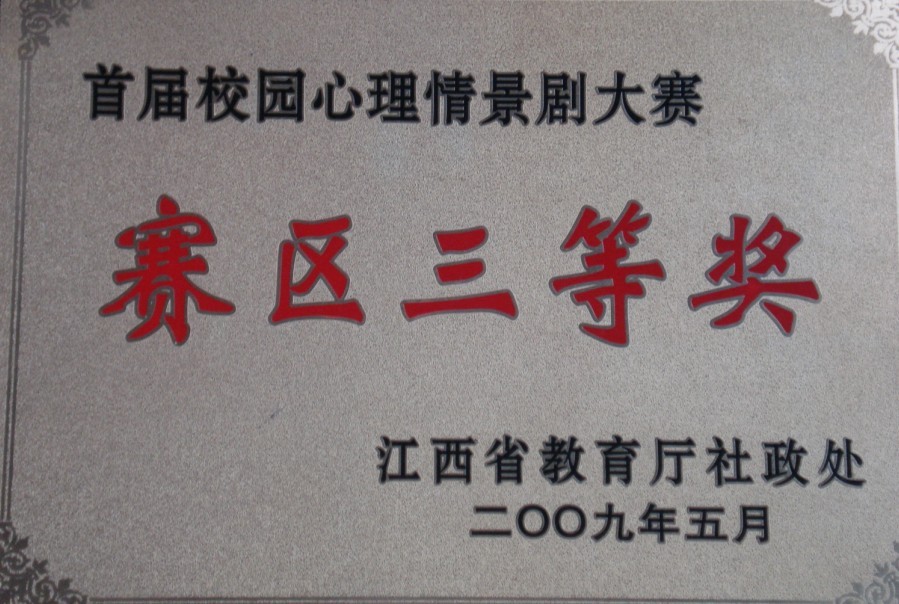 首届校园心理情景剧大赛
赛区三等奖
江西省教育厅社政处
二〇〇九年五月